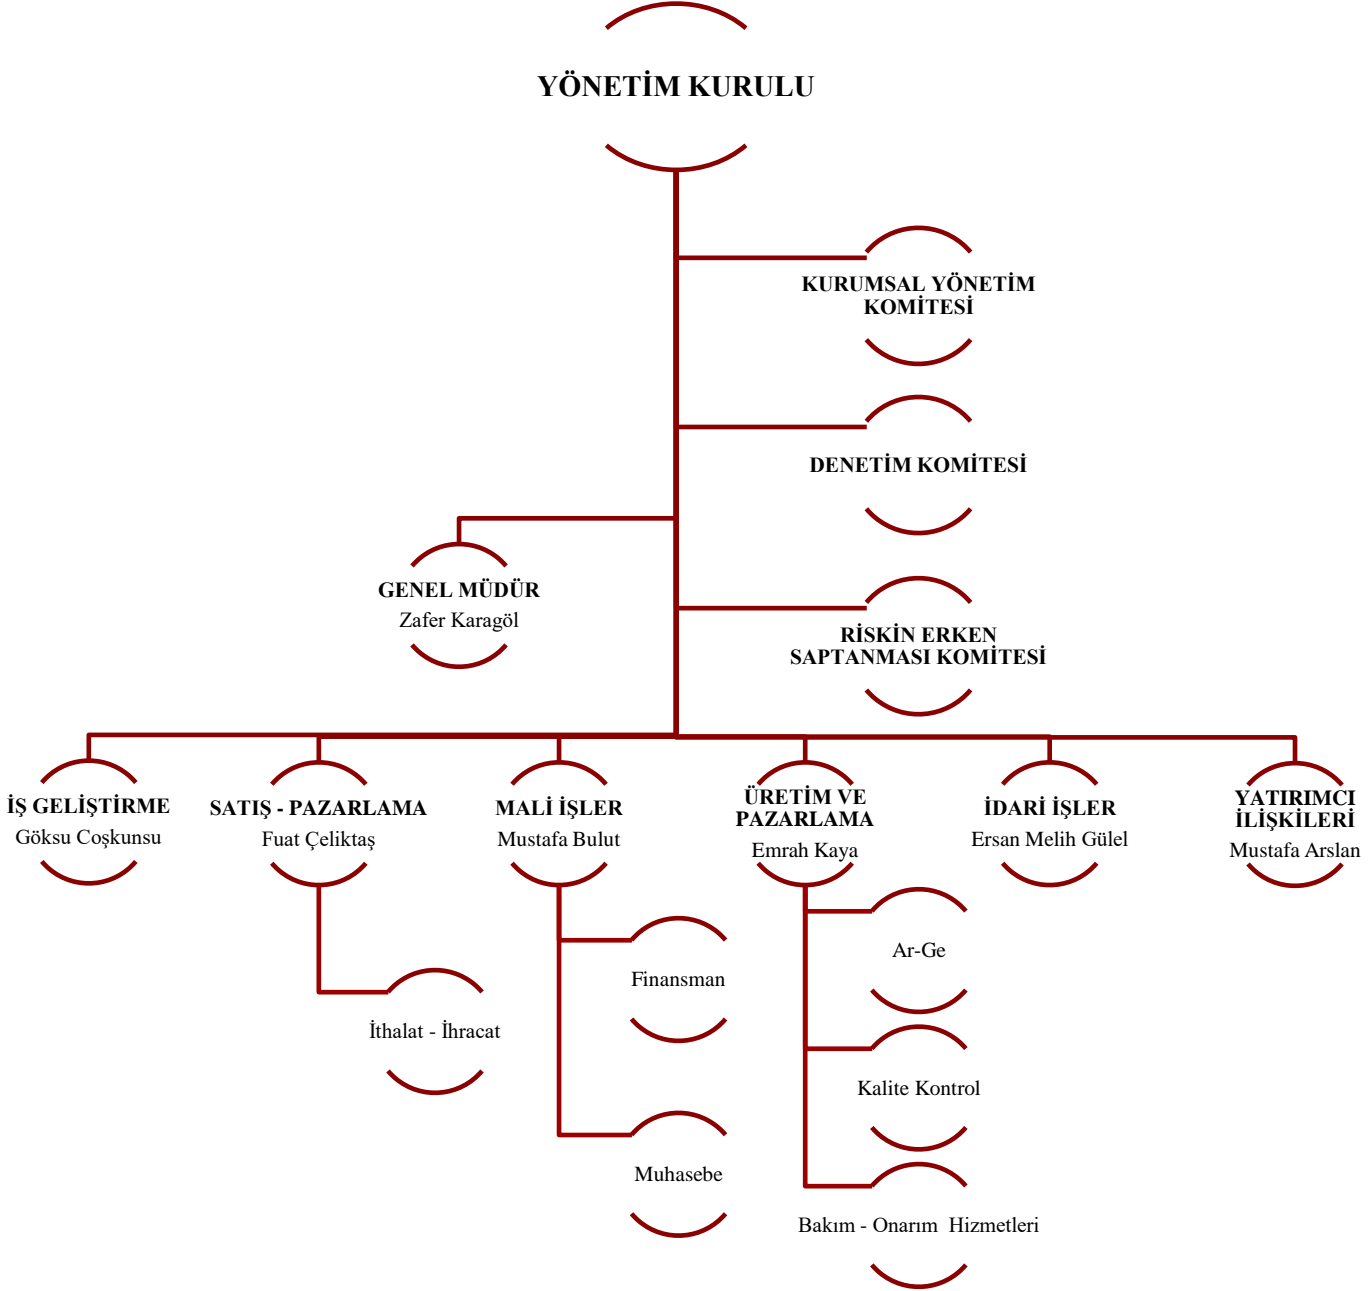 YÖNETİM KURULU
KURUMSAL YÖNETİM
KOMİTESİ
DENETİM KOMİTESİ
GENEL MÜDÜR
Zafer Karagöl
RİSKİN ERKEN
SAPTANMASI KOMİTESİ
İŞ GELİŞTİRME
Göksu Coşkunsu
SATIŞ - PAZARLAMA
Fuat Çeliktaş
MALİ İŞLER
Mustafa Bulut
ÜRETİM VE
PAZARLAMA
Emrah Kaya
İDARİ İŞLER
Ersan Melih Gülel
YATIRIMCI
İLİŞKİLERİ
Mustafa Arslan
İthalat - İhracat
Finansman
Muhasebe
Ar-Ge
Kalite Kontrol
Bakım - Onarım  Hizmetleri